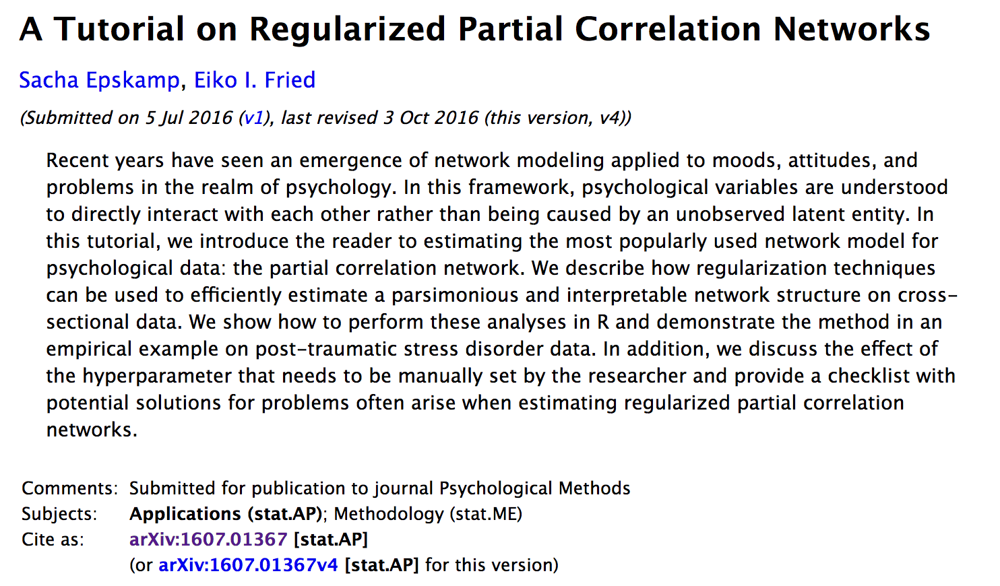 A Tutorial on Regularized Partial Correlation Networks
Sacha Epskamp, Eiko I. Fried
(Submitted on 5 Jul 2016 (v1), last revised 3 Oct 2016 (this version, v4))
Recent years have seen an emergence of network modeling applied to moods, attitudes, and
problems in the realm of psychology. In this framework, psychological variables are understood
to directly interact with each other rather than being caused by an unobserved latent entity. In
this tutorial, we introduce the reader to estimating the most popularly used network model for
psychological data: the partial correlation network. We describe how regularization techniques
can be used to efficiently estimate a parsimonious and interpretable network structure on cross-
sectional data. We show how to perform these analyses in R and demonstrate the method in an
empirical example on post-traumatic stress disorder data. In addition, we discuss the effect of
the hyperparameter that needs to be manually set by the researcher and provide a checklist with
potential solutions for problems often arise when estimating regularized partial correlation
networks.
Comments: Submitted for publication to journal Psychological Methods
Subjects: Applications (stat.AP); Methodology (stat.ME)
Cite as: arXiv:1607.01367 [stat.AP]
(or arXiv:1607.01367v4 [stat.AP] for this version)